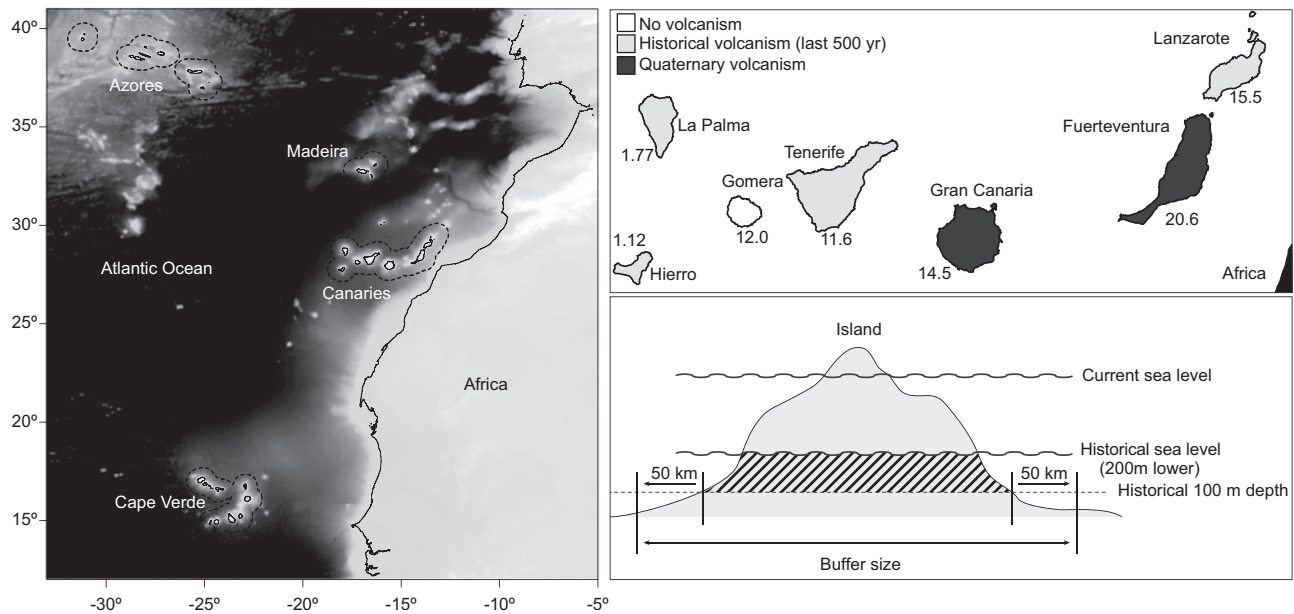 40º
35º
30º
25º
20º
15º
-30º
-25º
-20º
-15º
-10º
-5º
Azores
Madeira
Atlantic Ocean
Canaries
Africa
Cape Verde
No volcanism
Historical volcanism (last 500 yr)
Quaternary volcanism
Lanzarote
15.5
La Palma
1.77
Fuerteventura
20.6
Tenerife
11.6
Gomera
12.0
Gran Canaria
14.5
1.12
Hierro
Africa
Island
Current sea level
Historical sea level
(200m lower)
50 km
50 km
Historical 100 m depth
Buffer size